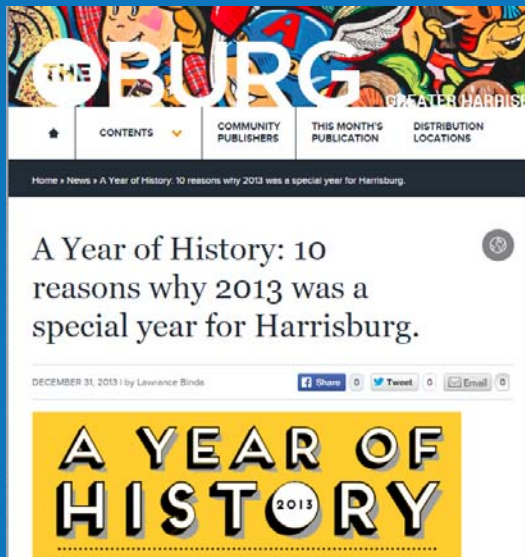 THE BURG
GREATER HARRISB
CONTENTS
COMMUNITY
PUBLISHERS
THIS MONTH'S
PUBLICATION
DISTRIBUTION
LOCATIONS
Home » News » A Year of History: 10 reasons why 2013 was a special year for Harrisburg.
A Year of History: 10
reasons why 2013 was a
special year for Harrisburg.
DECEMBER 31, 2013 | by Lawrance Binda
Share 0 Tweet 0 Email 0
A YEAR OF
HISTORY
2013